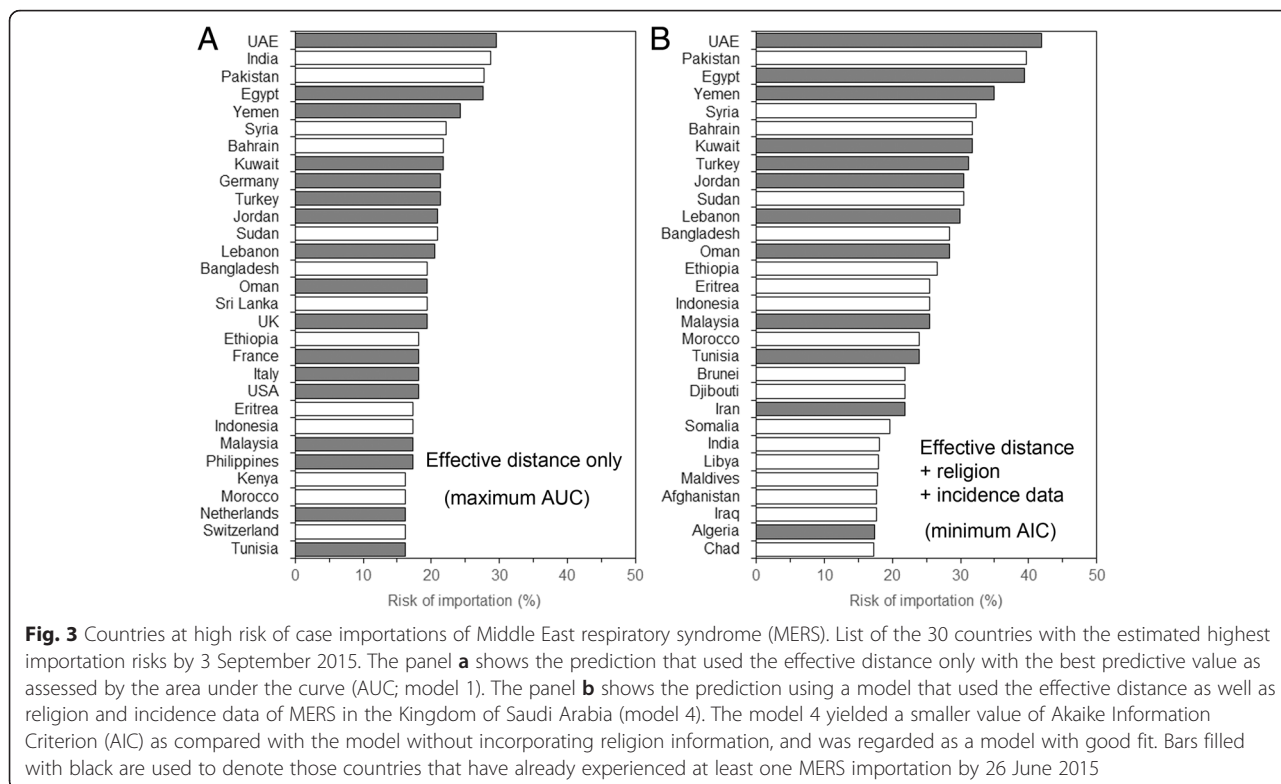 A
UAE
India
Pakistan
Egypt
Yemen
Syria
Bahrain
Kuwait
Germany
Turkey
Jordan
Sudan
Lebanon
Bangladesh
Oman
Sri Lanka
UK
Ethiopia
France
Italy
USA
Eritrea
Indonesia
Malaysia
Philippines
Kenya
Morocco
Netherlands
Switzerland
Tunisia
Effective distance only
(maximum AUC)
0 10 20 30 40 50
Risk of importation (%)
B
UAE
Pakistan
Egypt
Yemen
Syria
Bahrain
Kuwait
Turkey
Jordan
Sudan
Lebanon
Bangladesh
Oman
Ethiopia
Eritrea
Indonesia
Malaysia
Morocco
Tunisia
Brunei
Djibouti
Iran
Somalia
India
Libya
Maldives
Afghanistan
Iraq
Algeria
Chad
Effective distance
+ religion
+ incidence data
(minimum AIC)
0 10 20 30 40 50
Risk of importation (%)
Fig. 3 Countries at high risk of case importations of Middle East respiratory syndrome (MERS). List of the 30 countries with the estimated highest
importation risks by 3 September 2015. The panel a shows the prediction that used the effective distance only with the best predictive value as
assessed by the area under the curve (AUC; model 1). The panel b shows the prediction using a model that used the effective distance as well as
religion and incidence data of MERS in the Kingdom of Saudi Arabia (model 4). The model 4 yielded a smaller value of Akaike Information
Criterion (AIC) as compared with the model without incorporating religion information, and was regarded as a model with good fit. Bars filled
with black are used to denote those countries that have already experienced at least one MERS importation by 26 June 2015